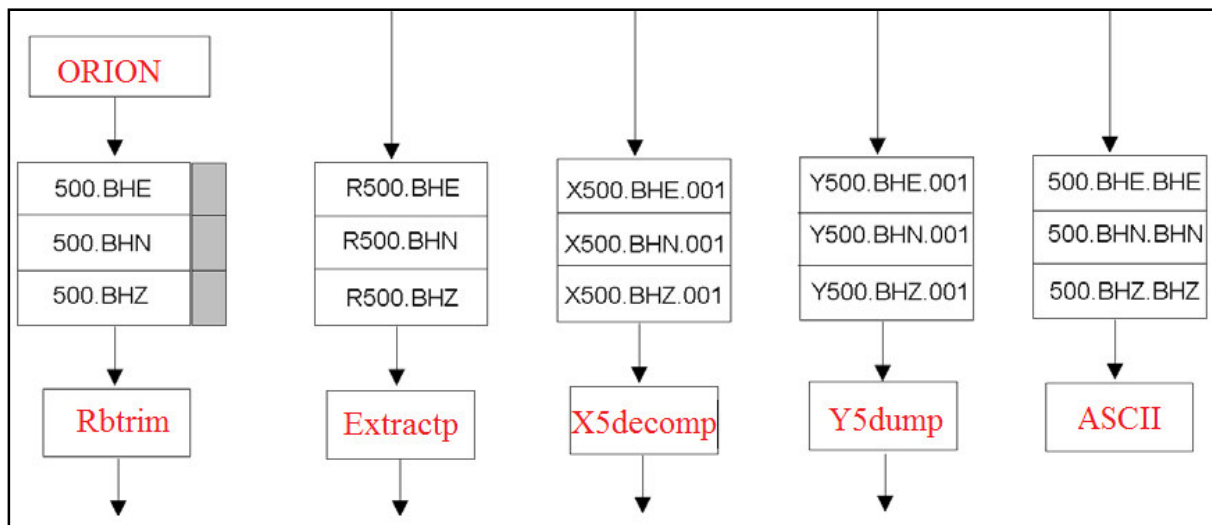 ORION
500.BHE
500.BHN
500.BHZ
Rbtrim
R500.BHE
R500.BHN
R500.BHZ
Extractp
X500.BHE.001
X500.BHN.001
X500.BHZ.001
X5decomp
Y500.BHE.001
Y500.BHN.001
Y500.BHZ.001
Y5dump
500.BHE.BHE
500.BHN.BHN
500.BHZ.BHZ
ASCII